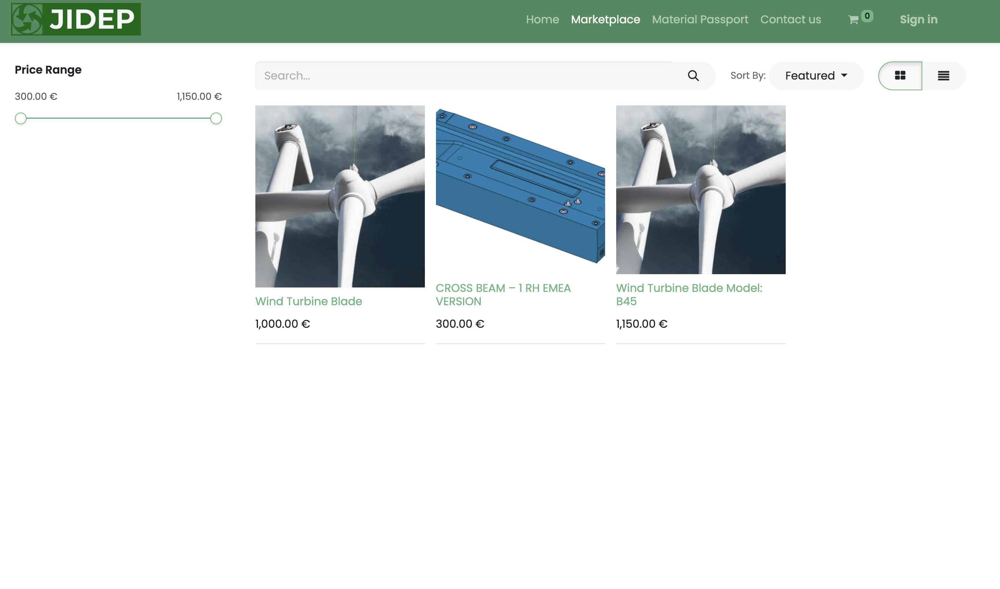 JIDEP
Home Marketplace Material Passport Contact us 0 Sign in
Price Range
300.00 € 1,150.00 €
Search...
Sort By: Featured
Wind Turbine Blade
1,000.00 €
CROSS BEAM – 1 RH EMEA
VERSION
300.00 €
Wind Turbine Blade Model:
B45
1,150.00 €